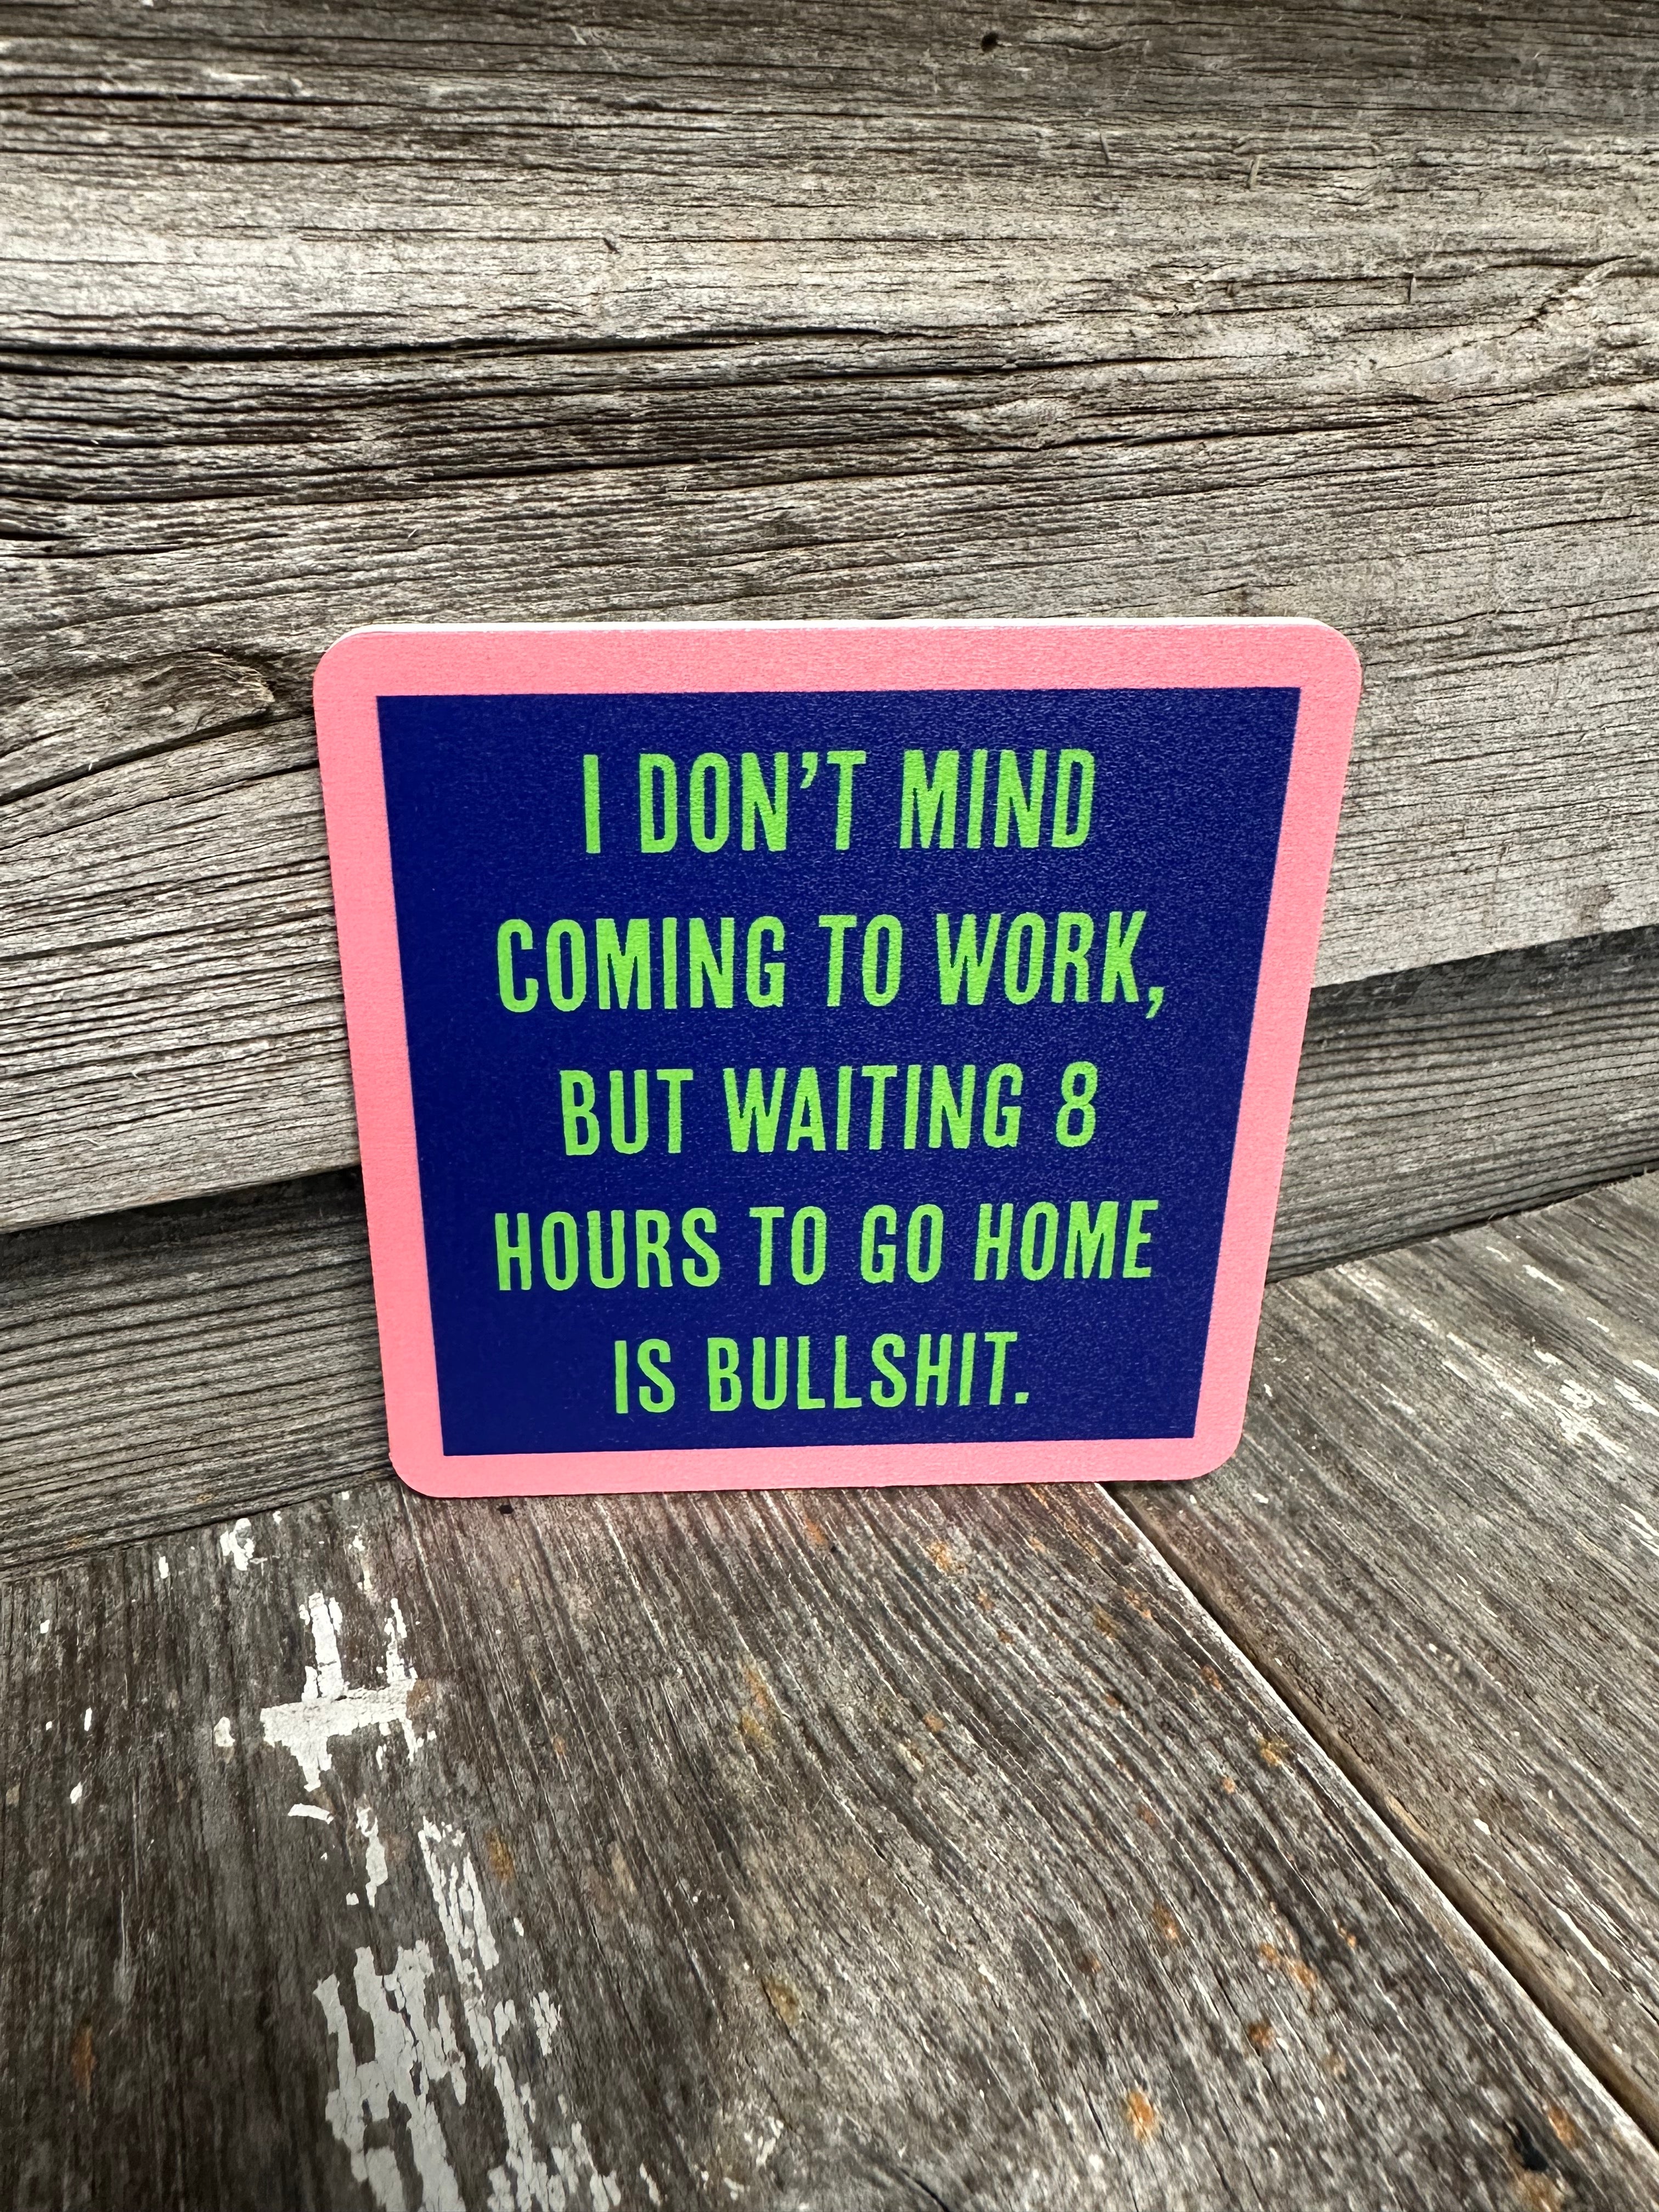 I DON'T MIND
COMING TO WORK,
BUT WAITING 8
HOURS TO GO HOME
IS BULLSHIT.